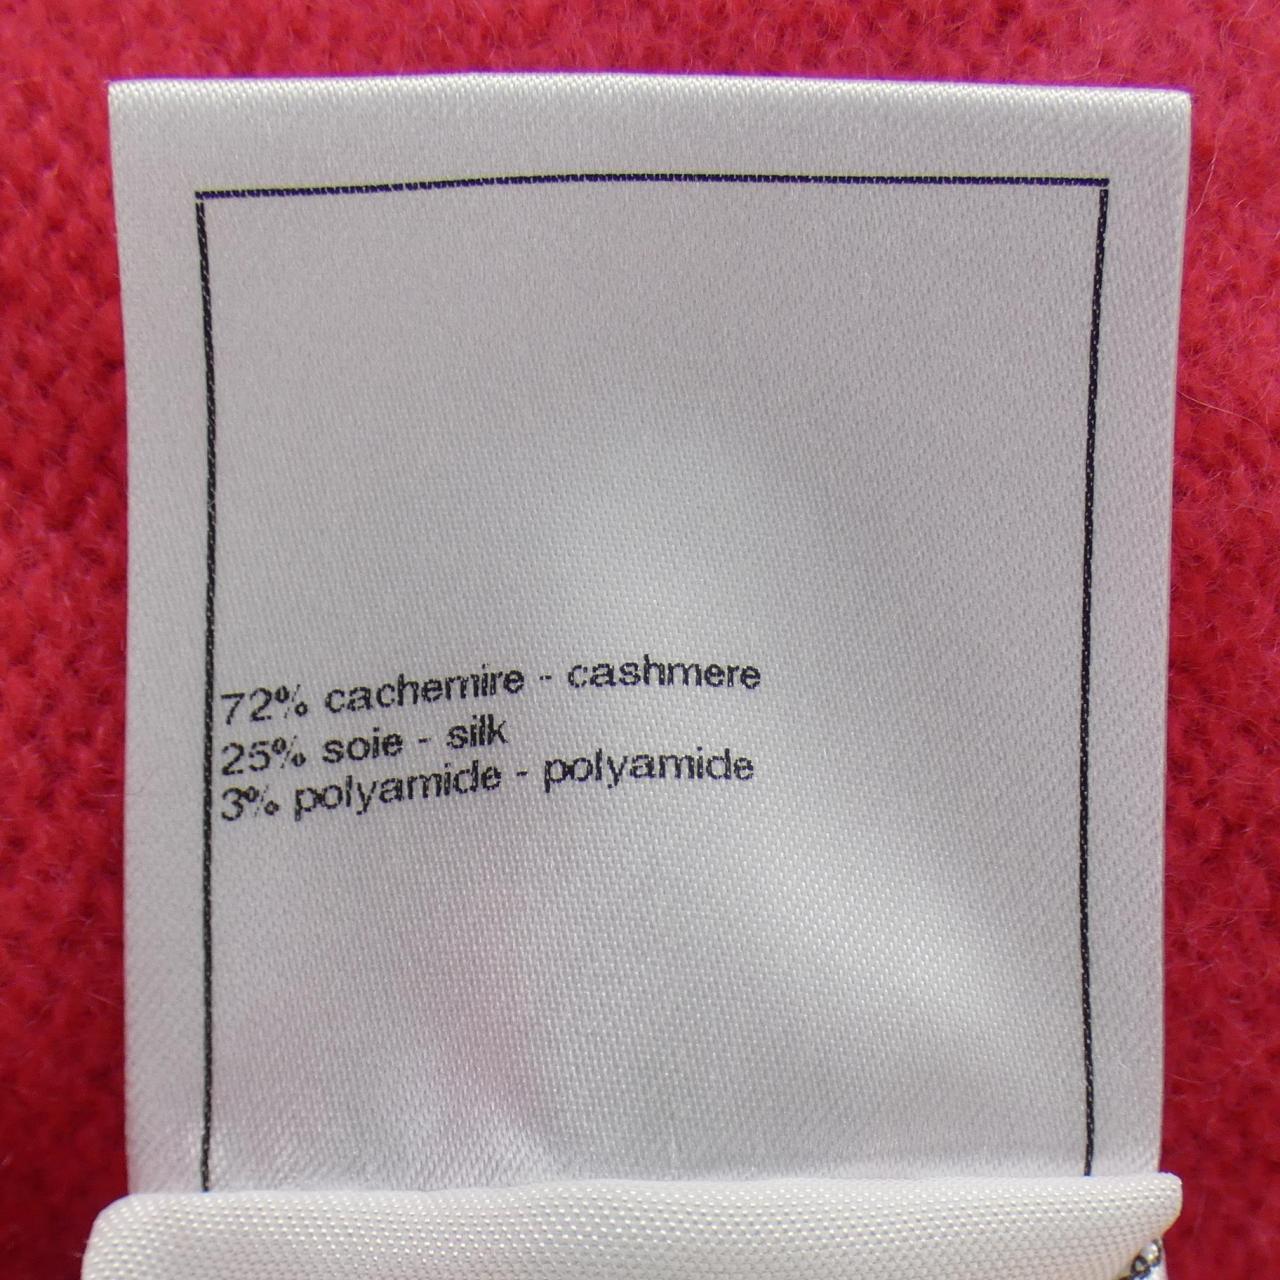 72% cachemire - cashmere
25% soie - silk
3% polyamide - polyamide